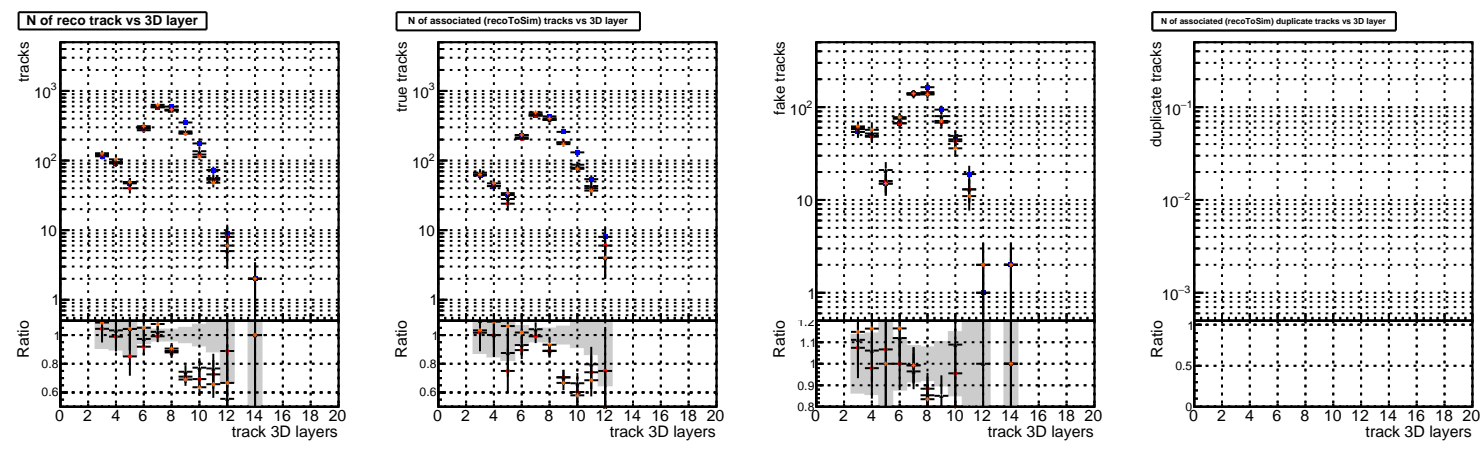 N of reco track vs 3D layer
tracks
10³
10²
10
1
Ratio
1
0.8
0.6
0 2 4 6 8 10 12 14 16 18 20
track 3D layers
N of associated (recoToSim) tracks vs 3D layer
true tracks
10³
10²
10
1
Ratio
1
0.8
0.6
0 2 4 6 8 10 12 14 16 18 20
track 3D layers
fake tracks
10²
10
1
Ratio
1.2
1.1
1
0.9
0.8
0 2 4 6 8 10 12 14 16 18 20
track 3D layers
N of associated (recoToSim) duplicate tracks vs 3D layer
duplicate tracks
10⁻¹
10⁻²
10⁻³
Ratio
1
0.5
0
0 2 4 6 8 10 12 14 16 18 20
track 3D layers